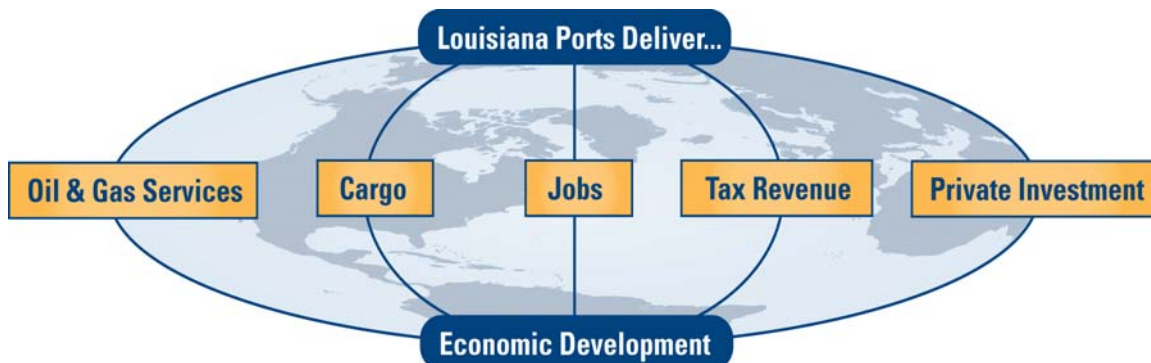 Louisiana Ports Deliver...
Oil & Gas Services
Cargo
Jobs
Tax Revenue
Private Investment
Economic Development